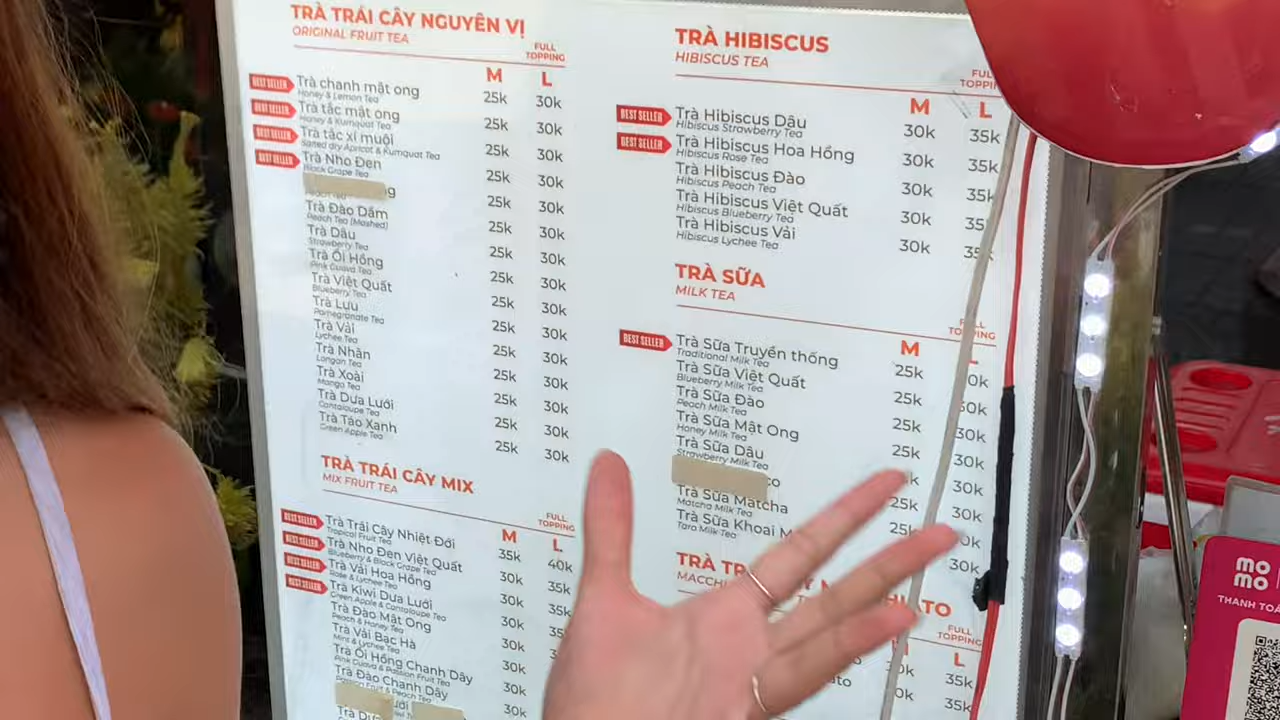 TRÀ TRÁI CÂY NGUYÊN VỊ
ORIGINAL FRUIT TEA
FULL
TOPPING
M L
BEST SELLER Trà chanh mật ong 25k 30k
Honey & Lemon Tea
BEST SELLER Trà tắc mật ong 25k 30k
Honey & Kumquat Tea
BEST SELLER Trà tắc xí muội 25k 30k
Salted dry Apricot & Kumquat Tea
BEST SELLER Trà Nho Đen 25k 30k
Black Grape Tea
25k 30k
Trà Đào Dầm 25k 30k
Peach Tea (Mashed)
Trà Dâu 25k 30k
Strawberry Tea
Trà Ổi Hồng 25k 30k
Pink Guava Tea
Trà Việt Quất 25k 30k
Blueberry Tea
Trà Lựu 25k 30k
Pomegranate Tea
Trà Vải 25k 30k
Lychee Tea
Trà Nhãn 25k 30k
Longan Tea
Trà Xoài 25k 30k
Mango Tea
Trà Dưa Lưới 25k 30k
Cantaloupe Tea
Trà Táo Xanh 25k 30k
Green Apple Tea
TRÀ TRÁI CÂY MIX
MIX FRUIT TEA
FULL
TOPPING
M L
BEST SELLER Trà Trái Cây Nhiệt Đới 35k 40k
Tropical Fruit Tea
BEST SELLER Trà Nho Đen Việt Quất 30k 35k
Blueberry & Black Grape Tea
BEST SELLER Trà Vải Hoa Hồng 30k 35k
Rose & Lychee Tea
BEST SELLER Trà Kiwi Dưa Lưới 30k
Green Apple & Cantaloupe Tea
Trà Đào Mật Ong 30k
Peach & Honey Tea
Trà Vải Bạc Hà 30k
Mint & Lychee Tea
Trà Ổi Hồng Chanh Dây 30k
Pink Guava & Passion Fruit Tea
Trà Đào Chanh Dây
Passion Fruit & Peach Tea
TRÀ HIBISCUS
HIBISCUS TEA
M L
BEST SELLER Trà Hibiscus Dâu 30k 35k
Hibiscus Strawberry Tea
BEST SELLER Trà Hibiscus Hoa Hồng 30k 35k
Hibiscus Rose Tea
Trà Hibiscus Đào 30k 35k
Hibiscus Peach Tea
Trà Hibiscus Việt Quất 30k
Hibiscus Blueberry Tea
Trà Hibiscus Vải 30k
Hibiscus Lychee Tea
TRÀ SỮA
MILK TEA
TOPPING
M L
BEST SELLER Trà Sữa Truyền thống 25k
Traditional Milk Tea
Trà Sữa Việt Quất 25k
Blueberry Milk Tea
Trà Sữa Đào 25k 30k
Peach Milk Tea
Trà Sữa Mật Ong 25k 30k
Honey Milk Tea
Trà Sữa Dâu 30k
Strawberry Milk Tea
30k
Trà Sữa Matcha
Matcha Milk Tea
Trà Sữa Khoai 30k
Taro Milk Tea
FULL
TOPPING
L
35k
35k
mo
mo